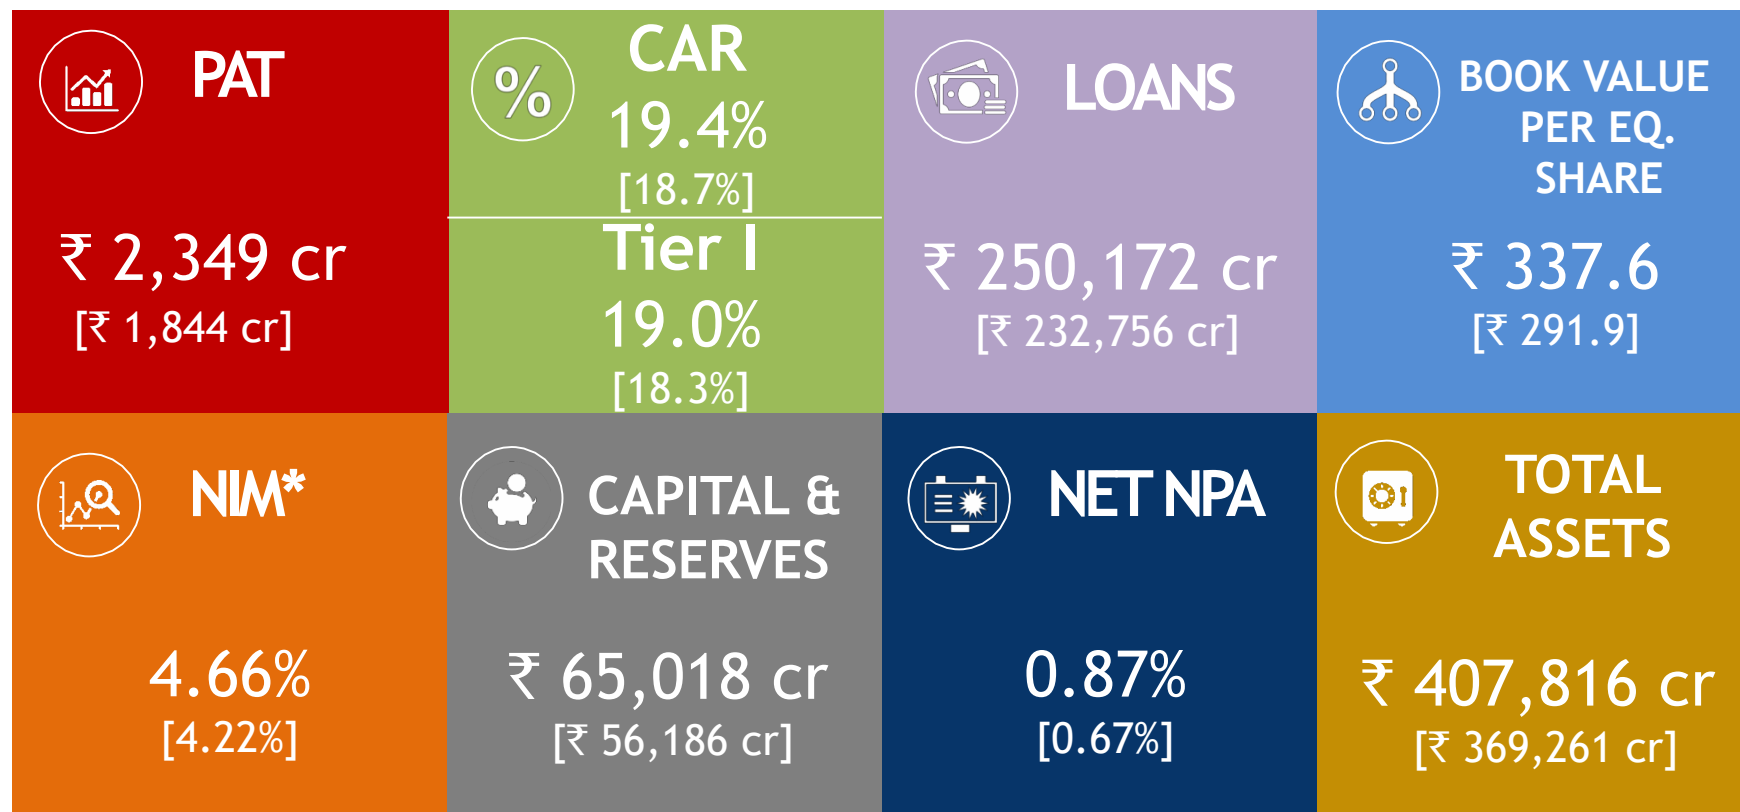 PAT
₹ 2,349 cr
[₹ 1,844 cr]
%
CAR
19.4%
[18.7%]
Tier I
19.0%
[18.3%]
LOANS
₹ 250,172 cr
[₹ 232,756 cr]
BOOK VALUE
PER EQ.
SHARE
₹ 337.6
[₹ 291.9]
NIM*
4.66%
[4.22%]
CAPITAL &
RESERVES
₹ 65,018 cr
[₹ 56,186 cr]
NET NPA
0.87%
[0.67%]
TOTAL
ASSETS
₹ 407,816 cr
[₹ 369,261 cr]